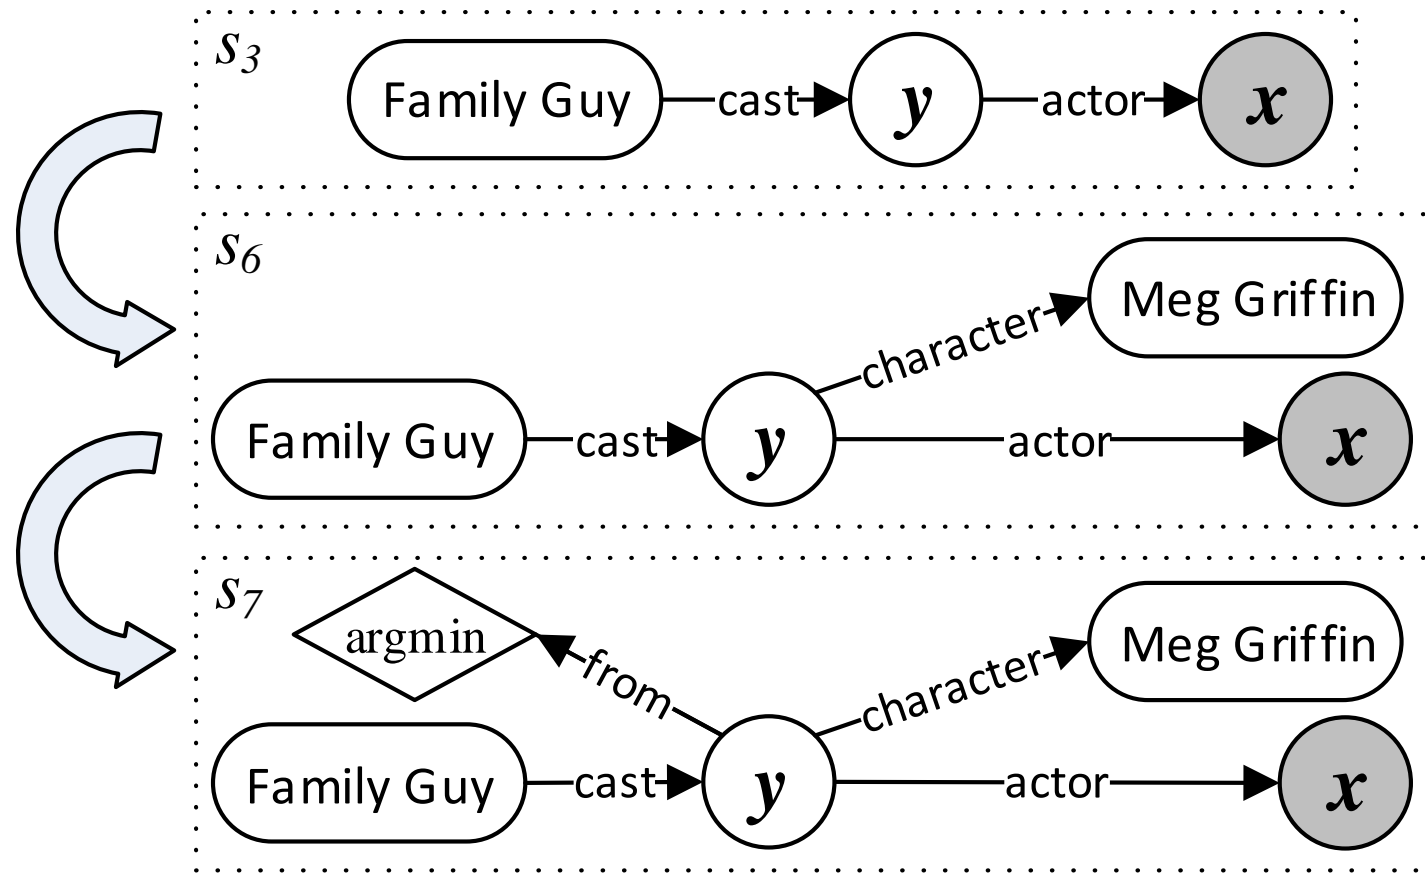 s3
Family Guy cast y actor x
s6
character Meg Griffin
Family Guy cast y actor x
s7
argmin from character Meg Griffin
Family Guy cast y actor x